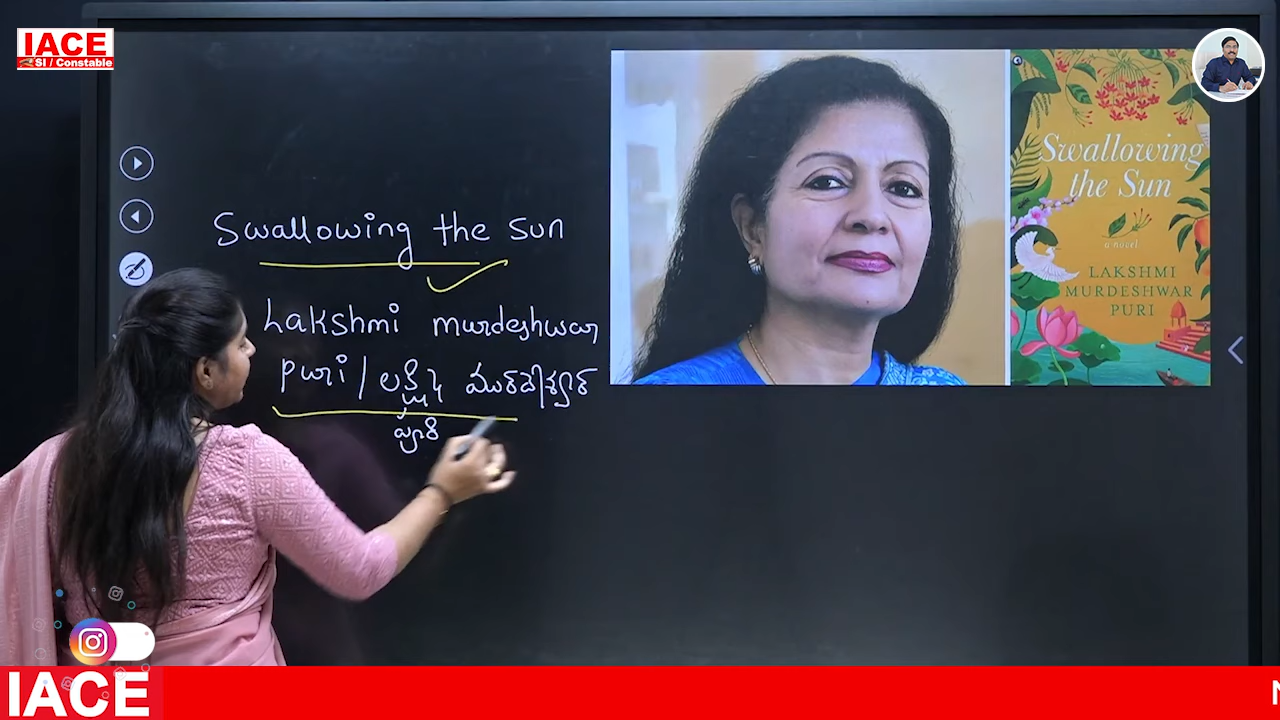 IACE
SI / Constable
Swallowing the Sun
Lakshmi Murdeshwar
Puri / లక్ష్మి ముర్దేశ్వర్
పూరి
Swallowing
the Sun
a novel
LAKSHMI
MURDESHWAR
PURI
IACE